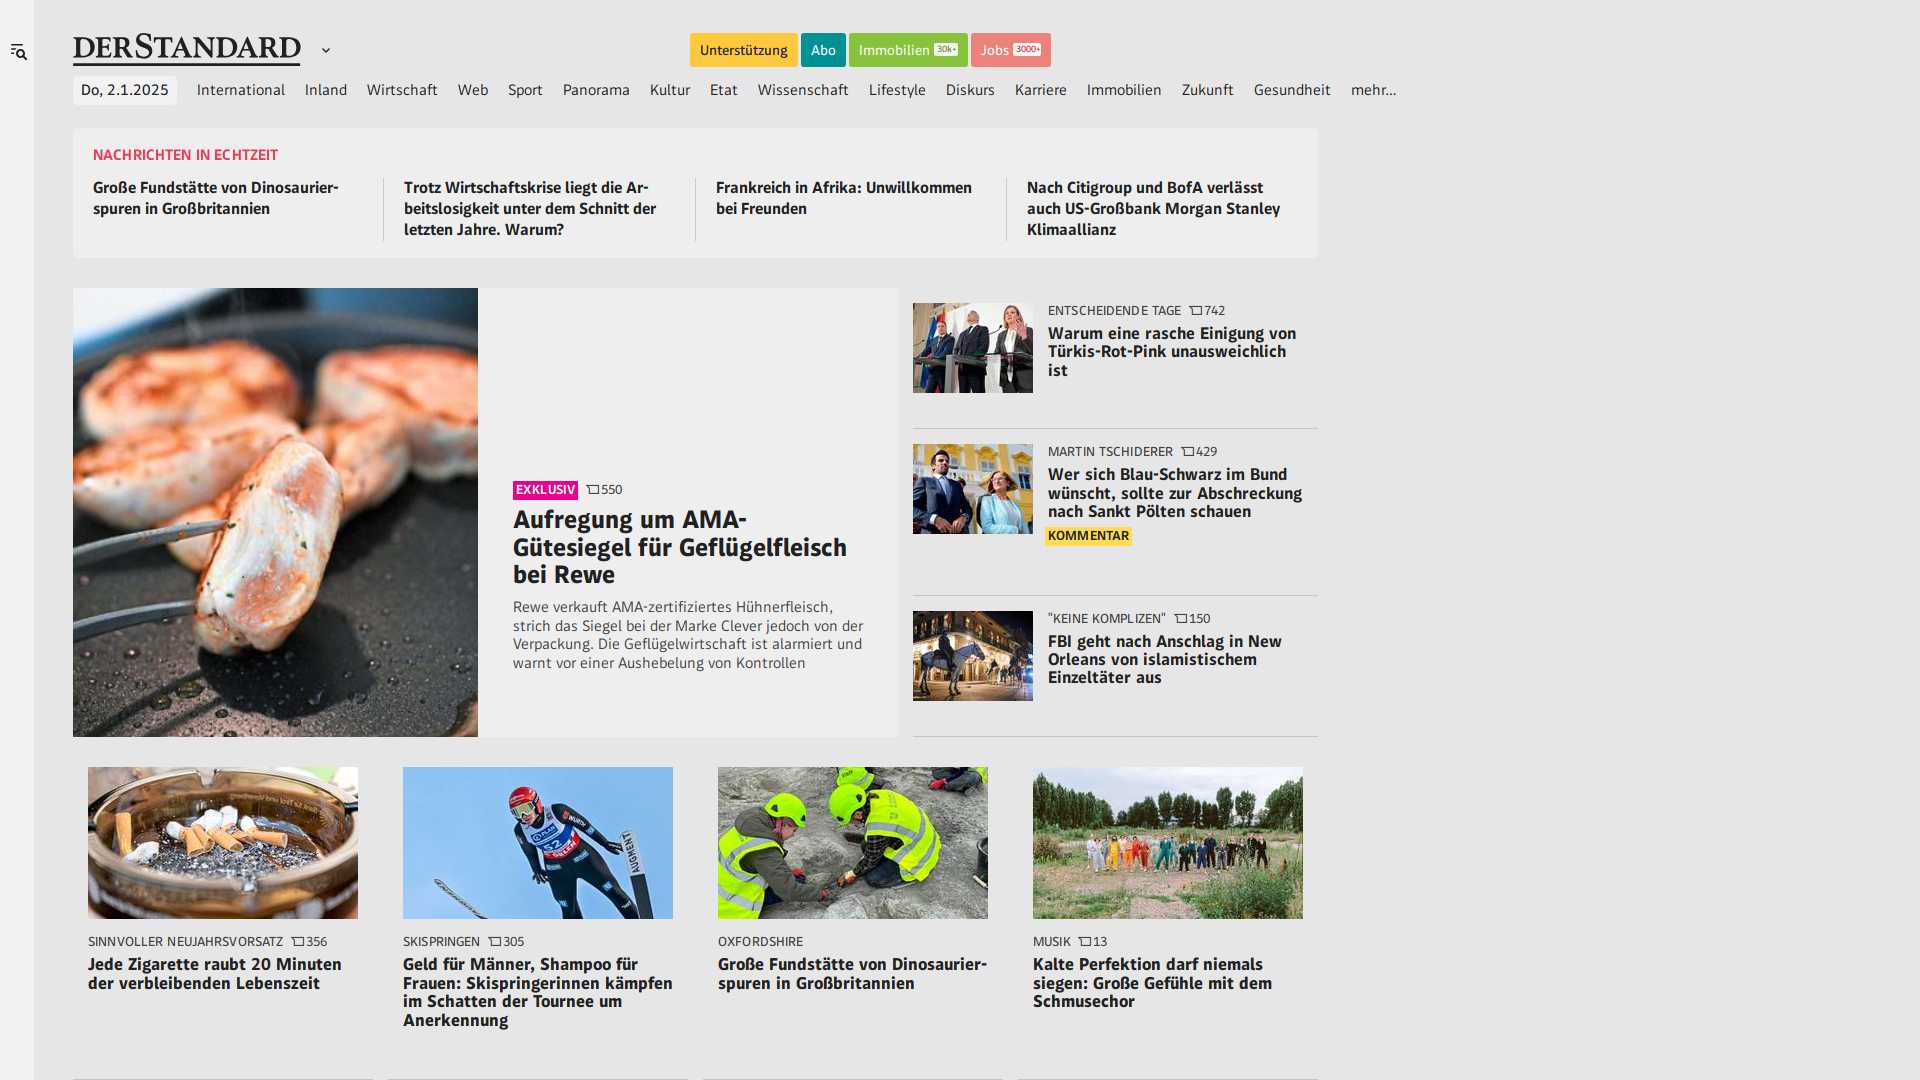 DERSTANDARD
Unterstützung
Abo
Immobilien 30k+
Jobs 3000+
Do, 2.1.2025
International
Inland
Wirtschaft
Web
Sport
Panorama
Kultur
Etat
Wissenschaft
Lifestyle
Diskurs
Karriere
Immobilien
Zukunft
Gesundheit
mehr...
NACHRICHTEN IN ECHTZEIT
Große Fundstätte von Dinosaurier-
spuren in Großbritannien
Trotz Wirtschaftskrise liegt die Ar-
beitslosigkeit unter dem Schnitt der
letzten Jahre. Warum?
Frankreich in Afrika: Unwillkommen
bei Freunden
Nach Citigroup und BofA verlässt
auch US-Großbank Morgan Stanley
Klimaallianz
EXKLUSIV 550
Aufregung um AMA-
Gütesiegel für Geflügelfleisch
bei Rewe
Rewe verkauft AMA-zertifiziertes Hühnerfleisch,
strich das Siegel bei der Marke Clever jedoch von der
Verpackung. Die Geflügelwirtschaft ist alarmiert und
warnt vor einer Aushebelung von Kontrollen
ENTSCHEIDENDE TAGE 742
Warum eine rasche Einigung von
Türkis-Rot-Pink unausweichlich
ist
MARTIN TSCHIDERER 429
Wer sich Blau-Schwarz im Bund
wünscht, sollte zur Abschreckung
nach Sankt Pölten schauen
KOMMENTAR
"KEINE KOMPLIZEN" 150
FBI geht nach Anschlag in New
Orleans von islamistischem
Einzeltäter aus
SINNVOLLER NEUJAHRSVORSATZ 356
Jede Zigarette raubt 20 Minuten
der verbleibenden Lebenszeit
52
AUGMENT
SKISPRINGEN 305
Geld für Männer, Shampoo für
Frauen: Skispringerinnen kämpfen
im Schatten der Tournee um
Anerkennung
OXFORDSHIRE
Große Fundstätte von Dinosaurier-
spuren in Großbritannien
MUSIK 13
Kalte Perfektion darf niemals
siegen: Große Gefühle mit dem
Schmusechor